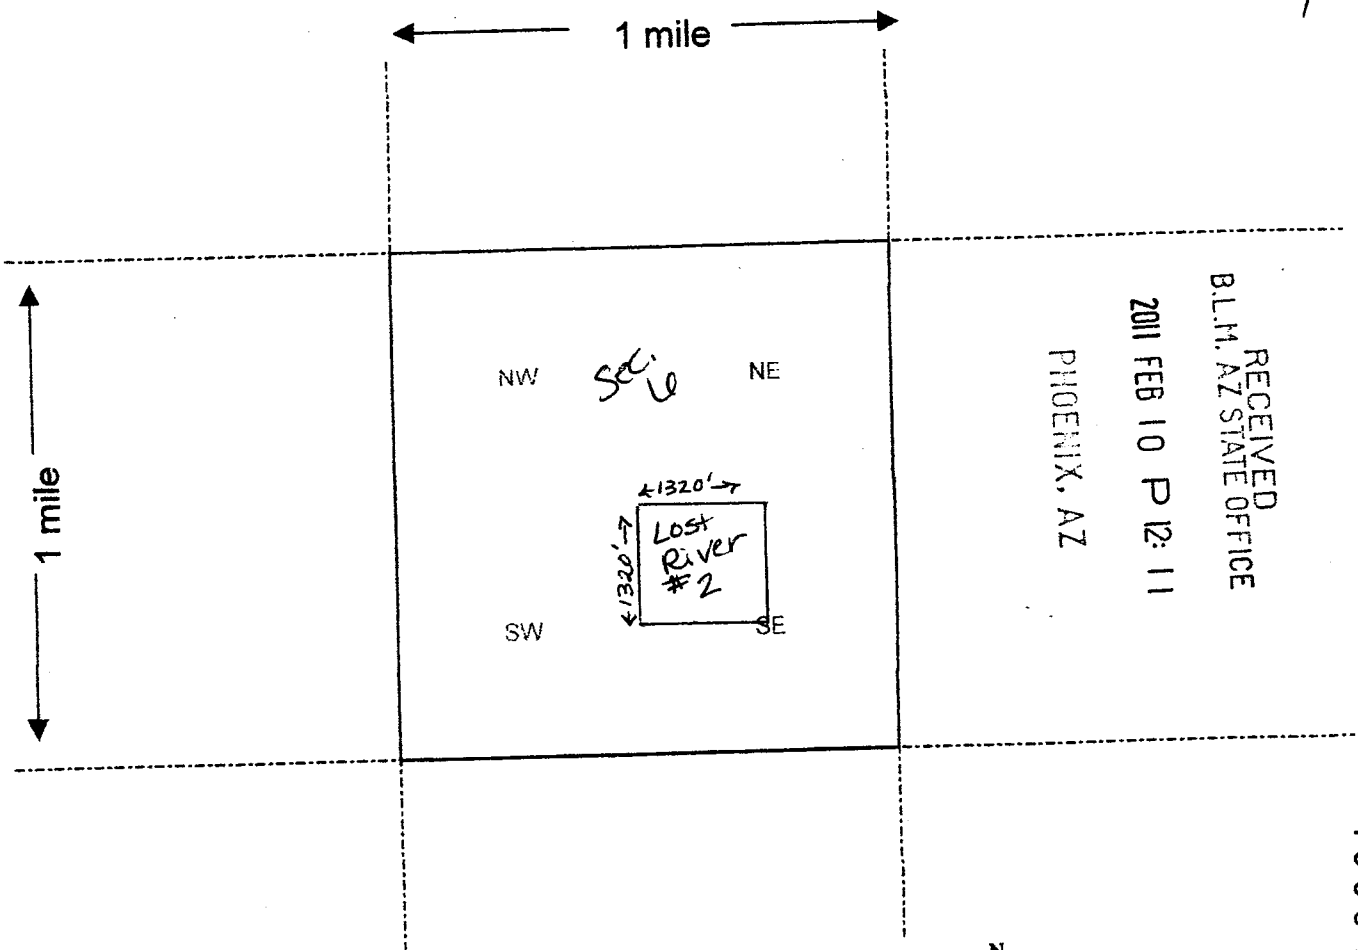 1 mile
1 mile
NW
Sec.
6
NE
←1320'→
←1320'→
Lost
River
#2
SW
SE
RECEIVED
B.L.M. AZ STATE OFFICE
2011 FEB 10 P 12: 11
PHOENIX, AZ
N